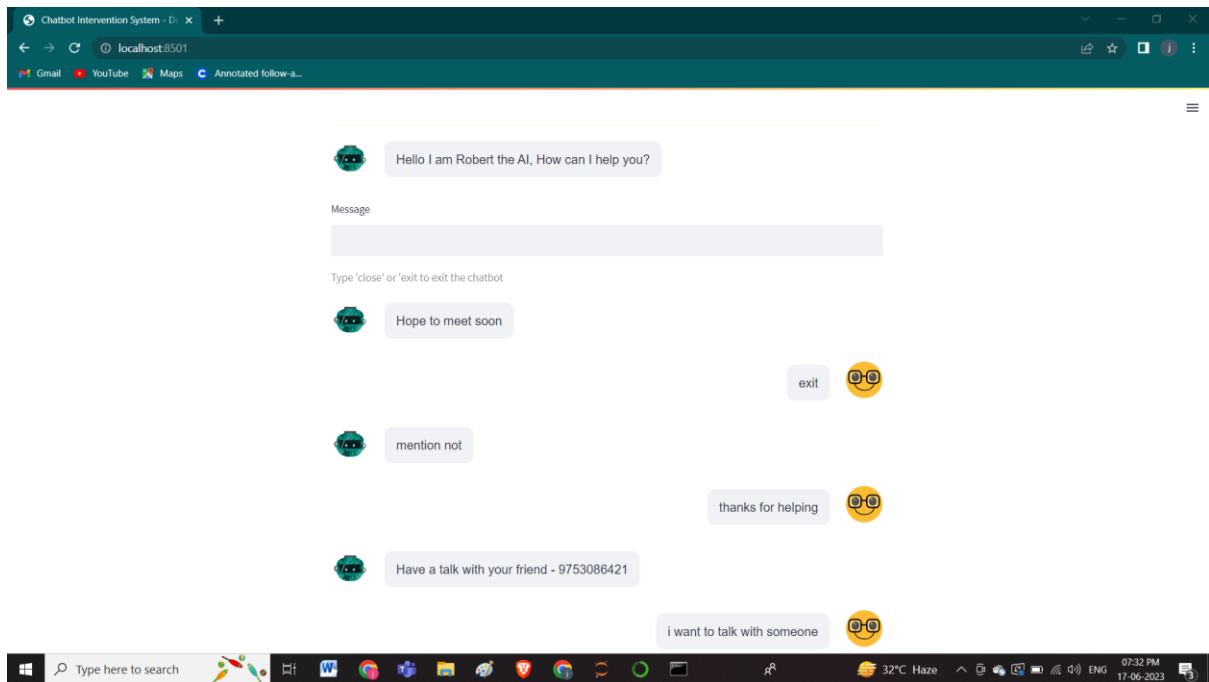 Chatbot Intervention System - D
localhost:8501
Gmail
YouTube
Maps
Annotated follow-a...
j
Hello I am Robert the AI, How can I help you?
Message
Type 'close' or 'exit to exit the chatbot
Hope to meet soon
exit
mention not
thanks for helping
Have a talk with your friend - 9753086421
i want to talk with someone
Type here to search
32°C Haze
ENG
07:32 PM
17-06-2023
3